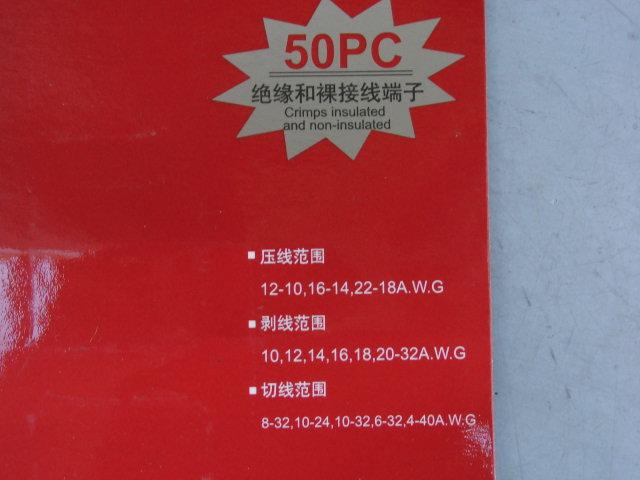 50PC
绝缘和裸接线端子
Crimps insulated
and non-insulated
压线范围
12-10,16-14,22-18A.W.G
剥线范围
10,12,14,16,18,20-32A.W.G
切线范围
8-32,10-24,10-32,6-32,4-40A.W.G